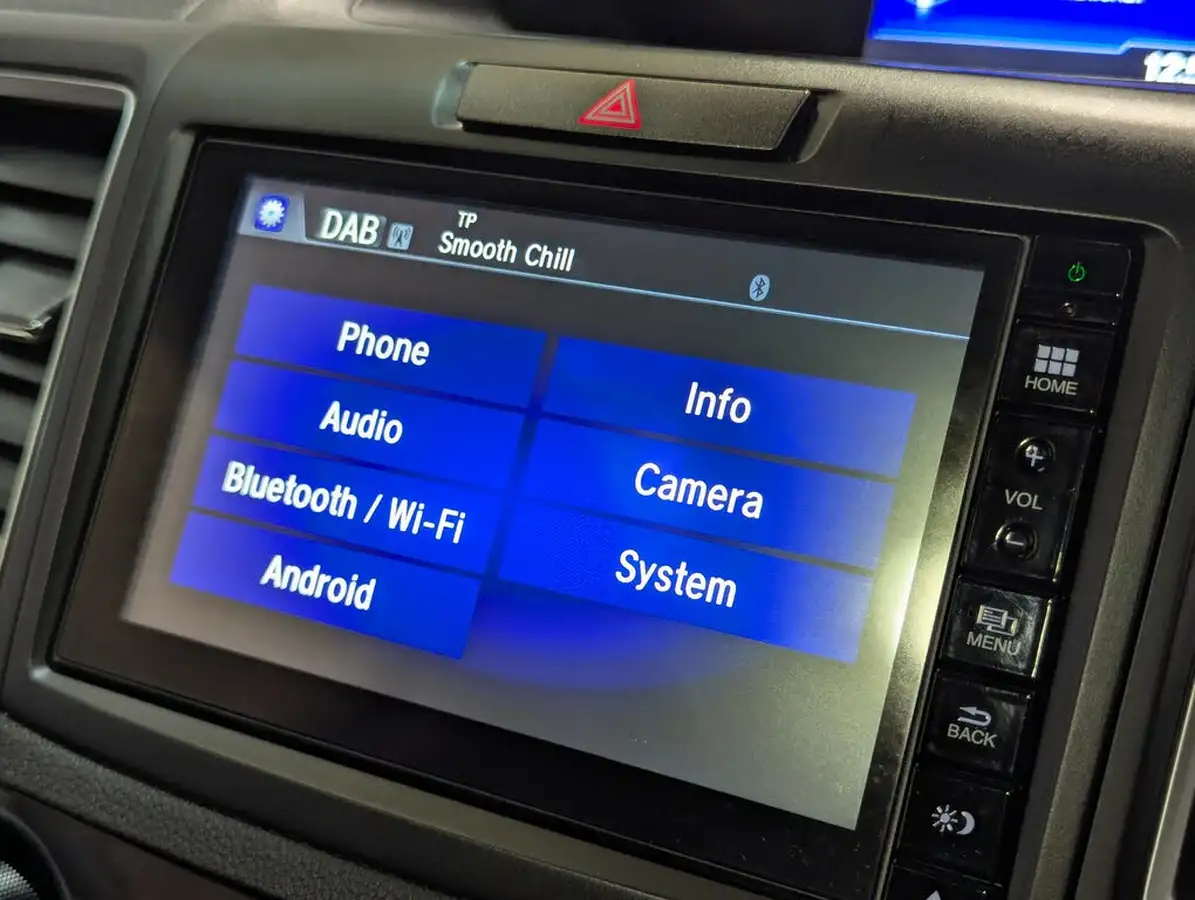 TP
DAB
Smooth Chill
Phone
Audio
Bluetooth / Wi-Fi
Android
Info
Camera
System
HOME
VOL
MENU
BACK